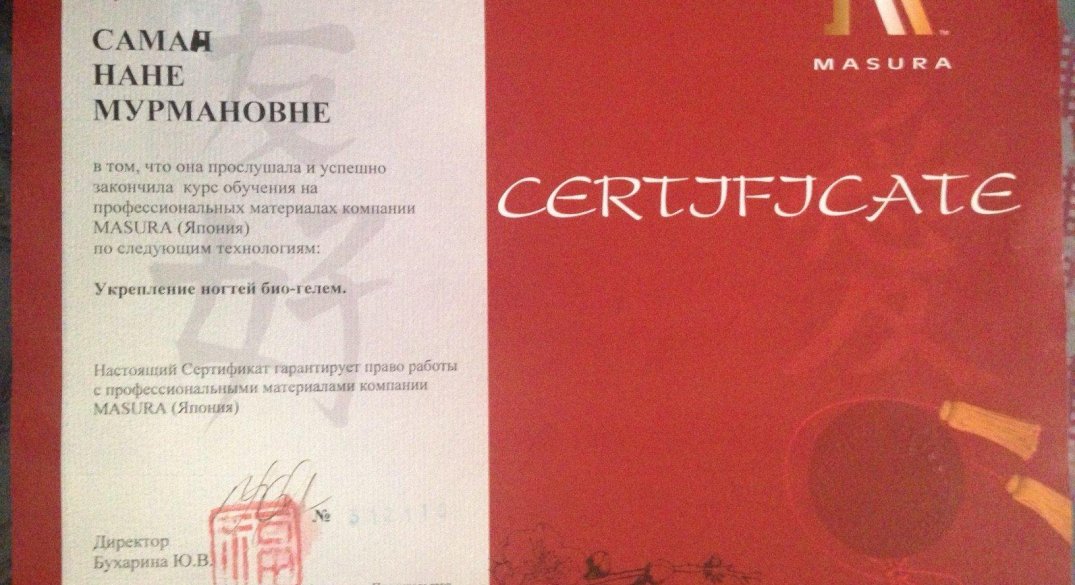 САМАЯ
НАНЕ
МУРМАНОВНЕ
в том, что она прослушала и успешно
закончила курс обучения на
профессиональных материалах компании
MASURA (Япония)
по следующим технологиям:
Укрепление ногтей био-гелем.
Настоящий Сертификат гарантирует право работы
с профессиональными материалами компании
MASURA (Япония)
№
Директор
Бухарина Ю.В.
MASURA
TM
CERTIFICATE